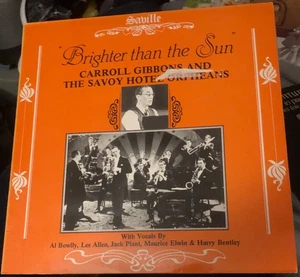 Saville
"Brighter than the Sun"
CARROLL GIBBONS AND
THE SAVOY HOTEL ORPHEANS
With Vocals By
Al Bowlly, Les Allen, Jack Plant, Maurice Elwin & Harry Bentley